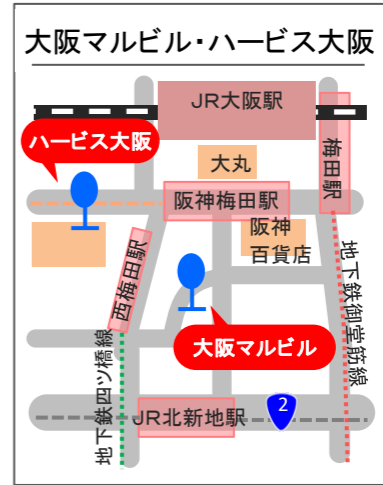 大阪マルビル・ハービス大阪
JR大阪駅
ハービス大阪
大丸
梅田駅
阪神梅田駅
阪神
百貨店
西梅田駅
大阪マルビル
地下鉄御堂筋線
地下鉄四ツ橋線
JR北新地駅
2